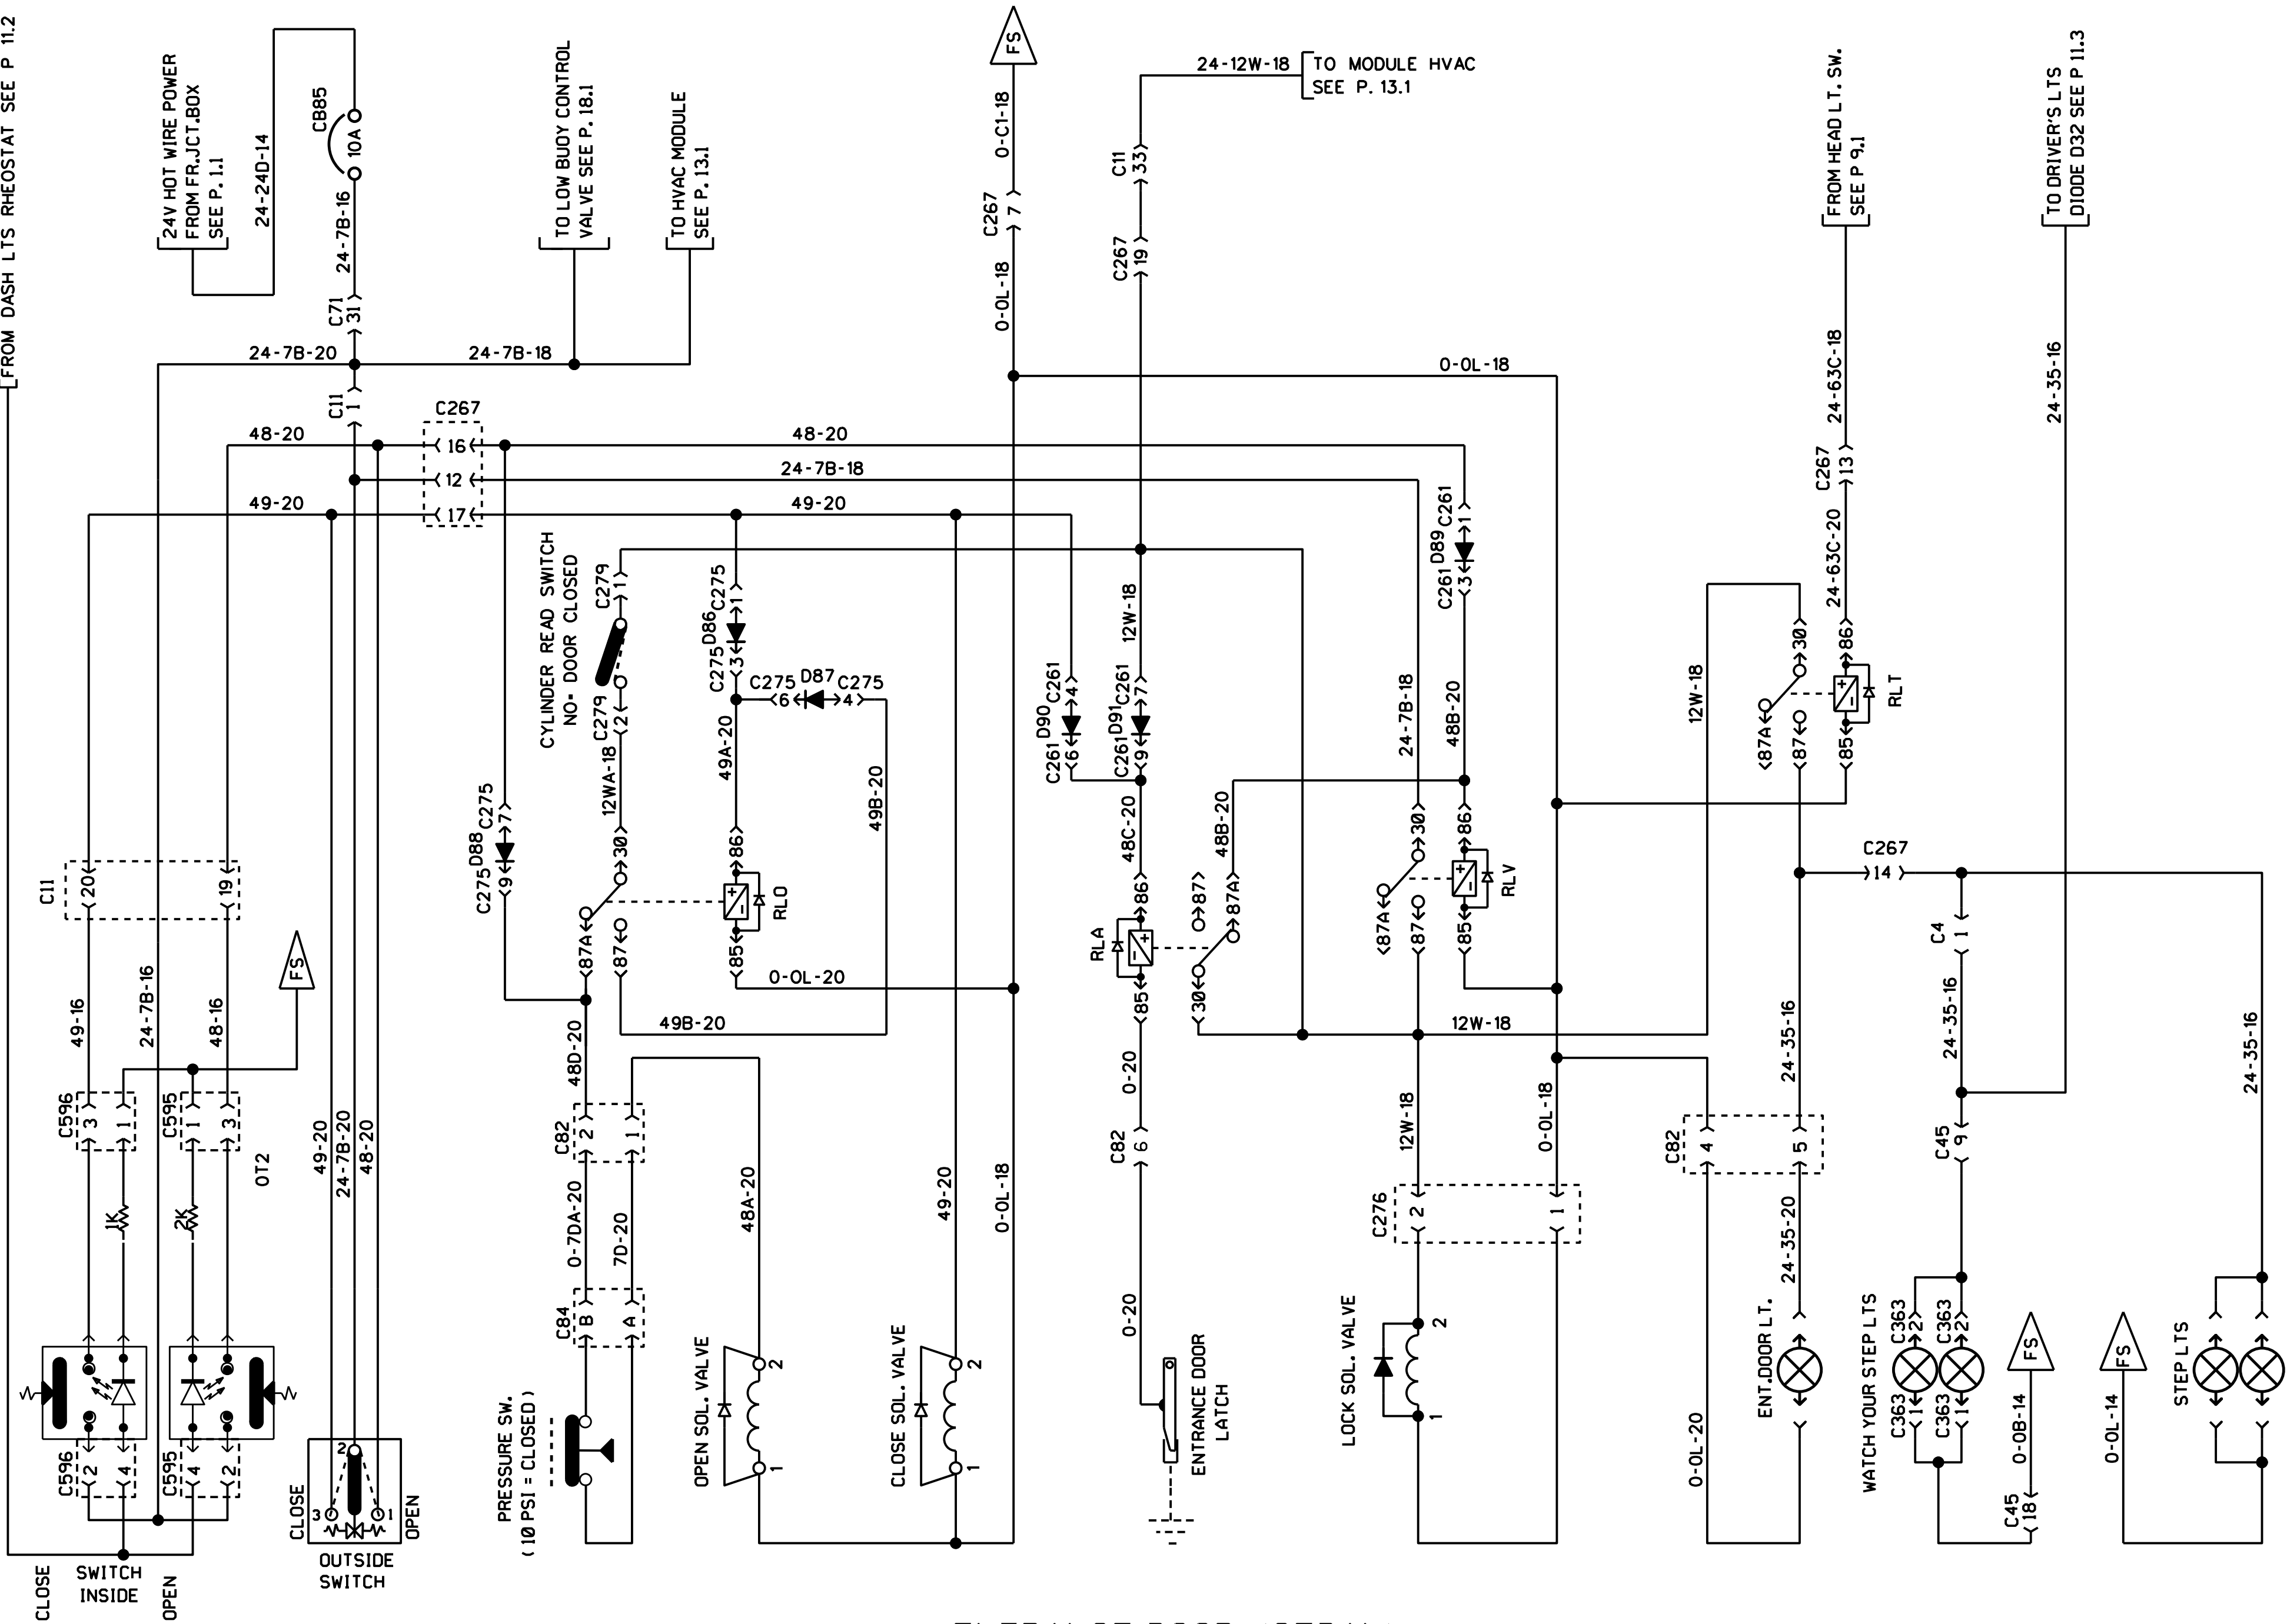 FROM DASH LTS RHEOSTAT SEE P 11.2
24V HOT WIRE POWER
FROM FR.JCT.BOX
SEE P. 1.1
24-24D-14
CB85
10A
24-7B-16
C71
31
TO LOW BUOY CONTROL
VALVE SEE P. 18.1
TO HVAC MODULE
SEE P. 13.1
FS
0-C1-18
C267
7
0-0L-18
24-12W-18
TO MODULE HVAC
SEE P. 13.1
C11
33
C267
19
FROM HEAD LT. SW.
SEE P 9.1
24-63C-18
C267
13
24-63C-20
TO DRIVER'S LTS
DIODE D32 SEE P 11.3
24-35-16
24-7B-20
24-7B-18
C11
1
0-0L-18
C267
48-20
16
48-20
12
24-7B-18
49-20
17
49-20
CYLINDER READ SWITCH
NO= DOOR CLOSED
C279
1
C279
2
12WA-18
C275
1
D86
C275
3
C275
6
D87
C275
4
49A-20
49B-20
C275
7
D88
C275
9
30
87A
87
86
85
RLO
0-0L-20
49B-20
48D-20
12W-18
C261
4
D90
C261
6
C261
7
D91
C261
9
48C-20
48B-20
86
85
RLA
87
87A
30
C261
1
D89
C261
3
24-7B-18
48B-20
30
87A
87
86
85
RLV
12W-18
12W-18
30
87A
87
86
85
RLT
C267
14
C4
1
24-35-16
24-35-16
24-35-16
C11
20
19
49-16
24-7B-16
48-16
FS
C596
3
1
C595
1
3
OT2
1K
2K
49-20
24-7B-20
48-20
C82
2
1
0-7DA-20
7D-20
C84
B
A
48A-20
49-20
0-0L-18
0-20
C82
6
0-20
12W-18
0-0L-18
C276
2
1
C82
4
5
24-35-20
0-0L-20
C45
9
C596
2
4
C595
4
2
CLOSE
SWITCH
INSIDE
OPEN
CLOSE
2
3
1
OPEN
OUTSIDE
SWITCH
PRESSURE SW.
( 10 PSI = CLOSED )
OPEN SOL. VALVE
2
1
CLOSE SOL. VALVE
2
1
ENTRANCE DOOR
LATCH
LOCK SOL. VALVE
2
1
ENT.DOOR LT.
WATCH YOUR STEP LTS
C363
2
C363
2
C363
1
C363
1
FS
0-0B-14
C45
18
FS
0-0L-14
STEP LTS